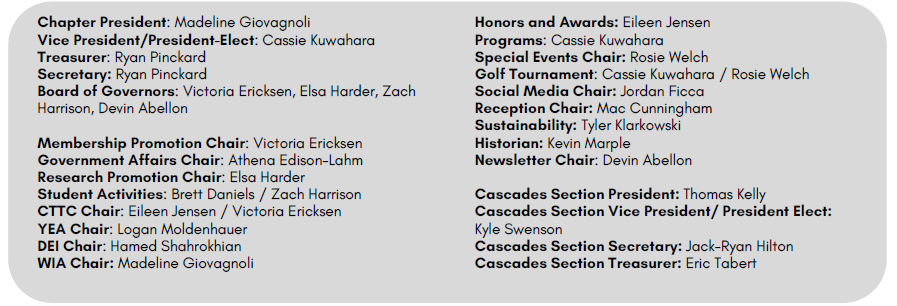 Chapter President: Madeline Giovagnoli
Vice President/President-Elect: Cassie Kuwahara
Treasurer: Ryan Pinckard
Secretary: Ryan Pinckard
Board of Governors: Victoria Ericksen, Elsa Harder, Zach
Harrison, Devin Abellon
Membership Promotion Chair: Victoria Ericksen
Government Affairs Chair: Athena Edison-Lahm
Research Promotion Chair: Elsa Harder
Student Activities: Brett Daniels / Zach Harrison
CTTC Chair: Eileen Jensen / Victoria Ericksen
YEA Chair: Logan Moldenhauer
DEI Chair: Hamed Shahrokhian
WIA Chair: Madeline Giovagnoli
Honors and Awards: Eileen Jensen
Programs: Cassie Kuwahara
Special Events Chair: Rosie Welch
Golf Tournament: Cassie Kuwahara / Rosie Welch
Social Media Chair: Jordan Ficca
Reception Chair: Mac Cunningham
Sustainability: Tyler Klarkowski
Historian: Kevin Marple
Newsletter Chair: Devin Abellon
Cascades Section President: Thomas Kelly
Cascades Section Vice President/ President Elect:
Kyle Swenson
Cascades Section Secretary: Jack-Ryan Hilton
Cascades Section Treasurer: Eric Tabert